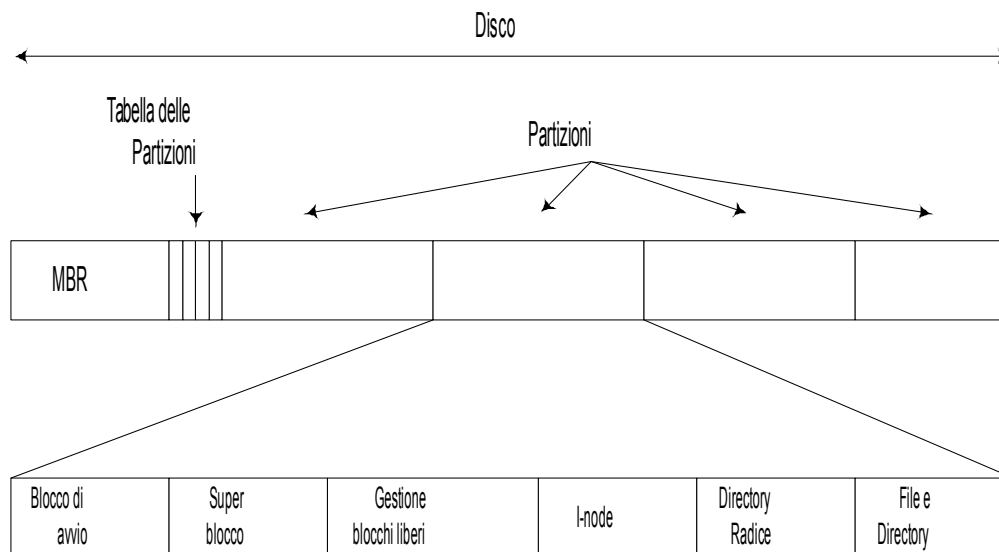 Disco
Tabella delle
Partizioni
Partizioni
MBR
Blocco di
avvio
Super
blocco
Gestione
blocchi liberi
I-node
Directory
Radice
File e
Directory